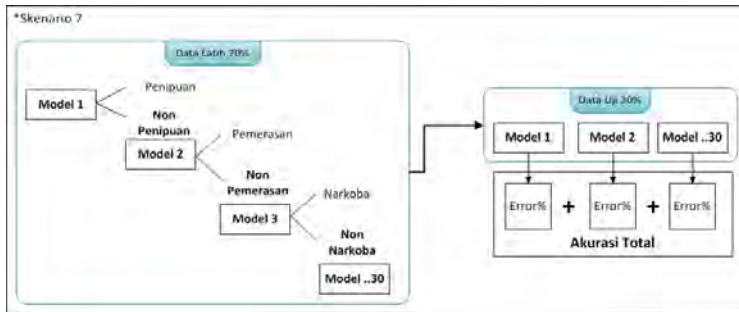 *Skenario 7
Data Latih 70%
Model 1
Penipuan
Non
Penipuan
Model 2
Pemerasan
Non
Pemerasan
Model 3
Narkoba
Non
Narkoba
Model ..30
Data Uji 30%
Model 1
Model 2
Model ..30
Error%
+
Error%
+
Error%
Akurasi Total